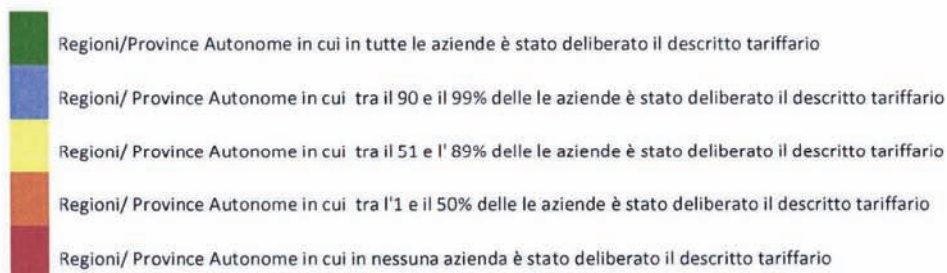 Regioni/Province Autonome in cui in tutte le aziende è stato deliberato il descritto tariffario
Regioni/ Province Autonome in cui tra il 90 e il 99% delle le aziende è stato deliberato il descritto tariffario
Regioni/ Province Autonome in cui tra il 51 e l' 89% delle le aziende è stato deliberato il descritto tariffario
Regioni/ Province Autonome in cui tra l'1 e il 50% delle le aziende è stato deliberato il descritto tariffario
Regioni/ Province Autonome in cui in nessuna azienda è stato deliberato il descritto tariffario